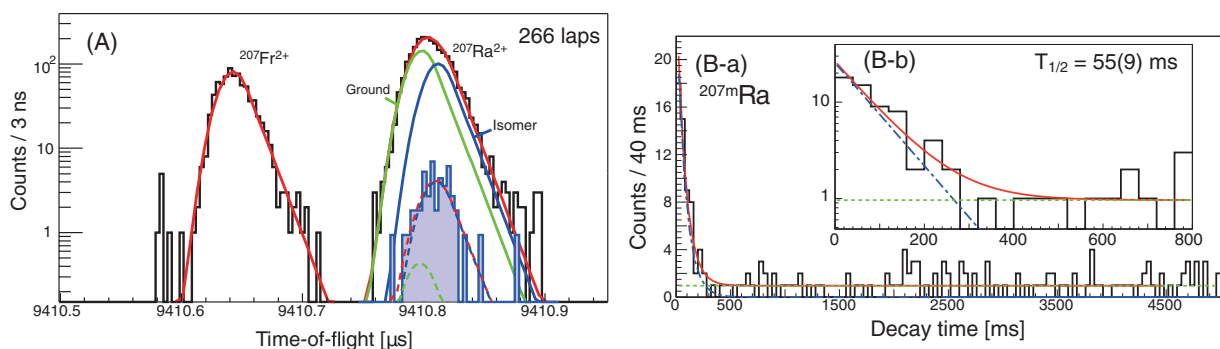 (A)
266 laps
²⁰⁷Fr²⁺
²⁰⁷Ra²⁺
Ground
Isomer
10²
10
1
Counts / 3 ns
9410.5 9410.6 9410.7 9410.8 9410.9
Time-of-flight [μs]
(B-a)
²⁰⁷ᵐRa
20
16
12
8
4
0
Counts / 40 ms
0 500 1500 2500 3500 4500
Decay time [ms]
(B-b)
T₁/₂ = 55(9) ms
10
1
0 200 400 600 800